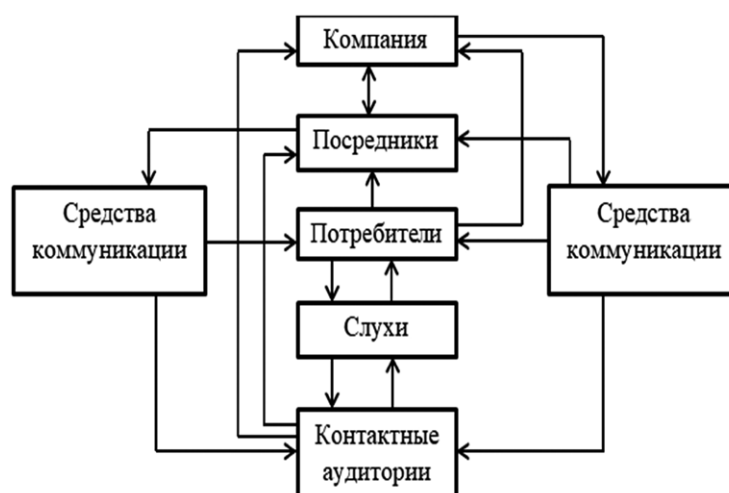 Компания
Посредники
Средства
коммуникации
Потребители
Средства
коммуникации
Слухи
Контактные
аудитории